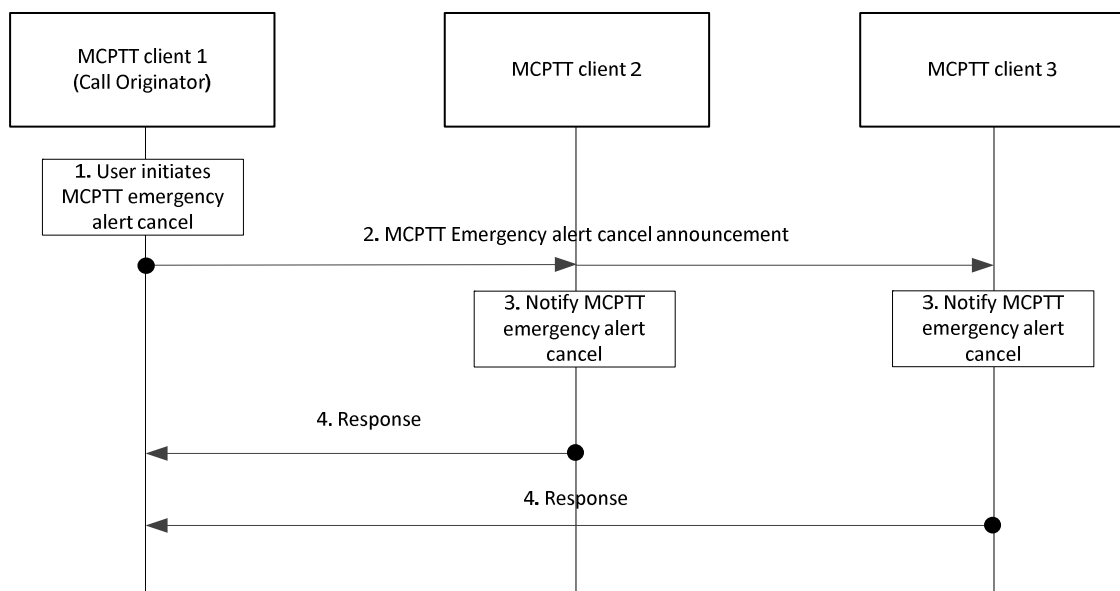 MCPTT client 1
(Call Originator)
MCPTT client 2
MCPTT client 3
1. User initiates
MCPTT emergency
alert cancel
2. MCPTT Emergency alert cancel announcement
3. Notify MCPTT
emergency alert
cancel
3. Notify MCPTT
emergency alert
cancel
4. Response
4. Response